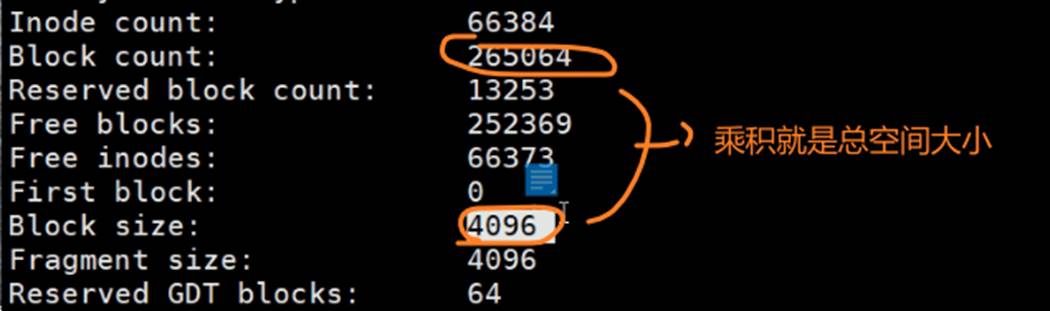 Inode count: 66384
Block count: 265064
Reserved block count: 13253
Free blocks: 252369
Free inodes: 66373
First block: 0
Block size: 4096
Fragment size: 4096
Reserved GDT blocks: 64
乘积就是总空间大小